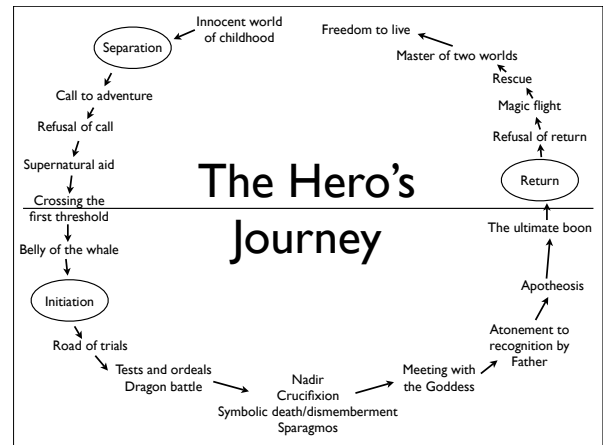 Innocent world
of childhood
Separation
Call to adventure
Refusal of call
Supernatural aid
Crossing the
first threshold
Belly of the whale
Initiation
Road of trials
Tests and ordeals
Dragon battle
Nadir
Crucifixion
Symbolic death/dismemberment
Sparagmos
Meeting with
the Goddess
Atonement to
recognition by
Father
Apotheosis
The ultimate boon
Return
Refusal of return
Magic flight
Rescue
Master of two worlds
Freedom to live
The Hero's
Journey